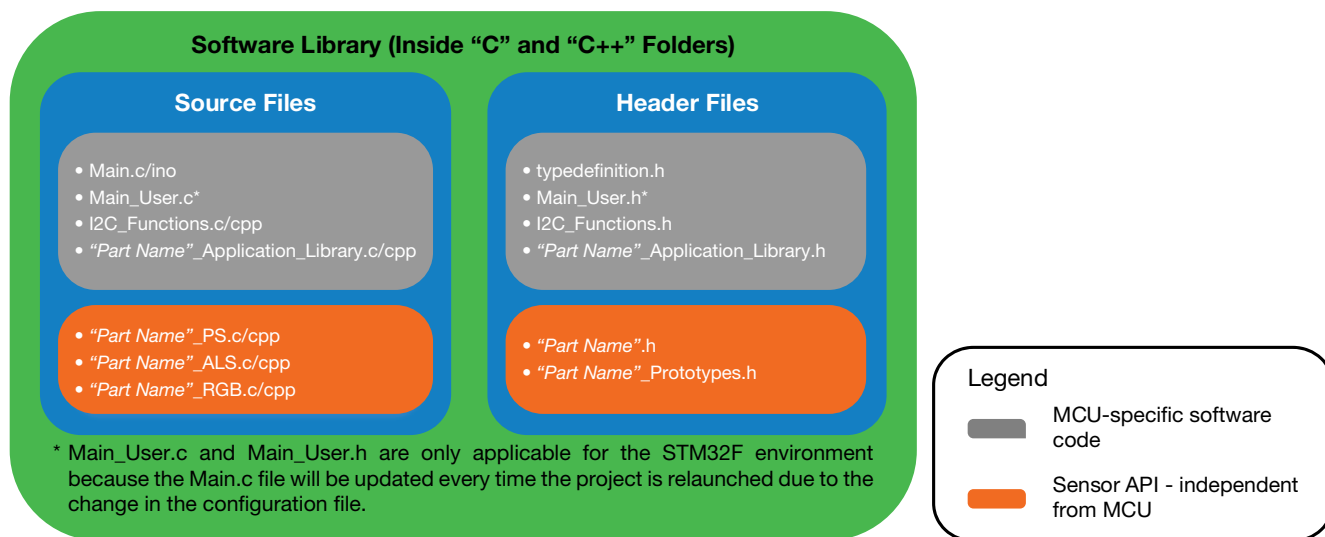 Software Library (Inside “C” and “C++” Folders)
Source Files
• Main.c/ino
• Main_User.c*
• I2C_Functions.c/cpp
• “Part Name”_Application_Library.c/cpp
• “Part Name”_PS.c/cpp
• “Part Name”_ALS.c/cpp
• “Part Name”_RGB.c/cpp
Header Files
• typedefinition.h
• Main_User.h*
• I2C_Functions.h
• “Part Name”_Application_Library.h
• “Part Name”.h
• “Part Name”_Prototypes.h
* Main_User.c and Main_User.h are only applicable for the STM32F environment
because the Main.c file will be updated every time the project is relaunched due to the
change in the configuration file.
Legend
MCU-specific software
code
Sensor API - independent
from MCU